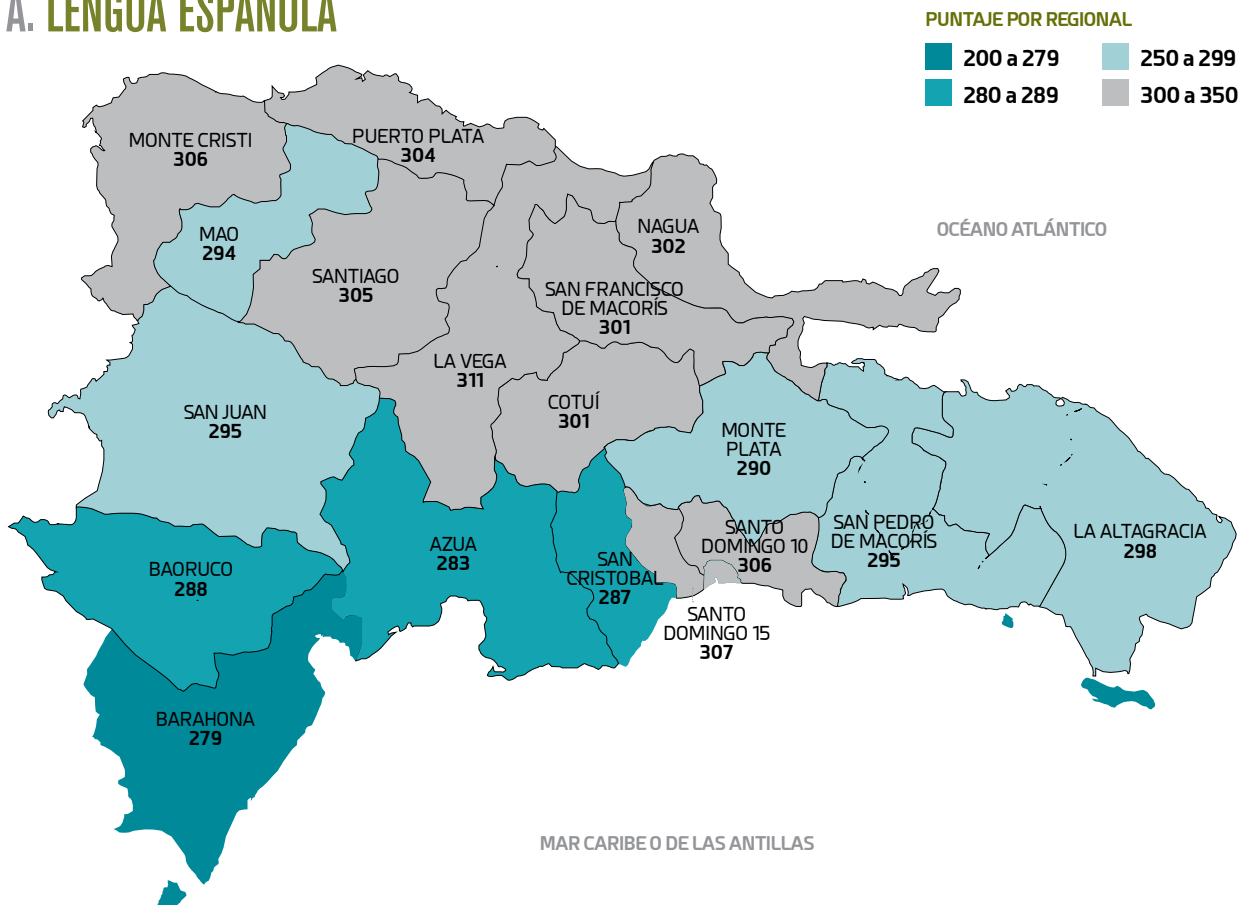 A. LENGUA ESPAÑOLA
PUNTAJE POR REGIONAL
200 a 279
250 a 299
280 a 289
300 a 350
MONTE CRISTI
306
PUERTO PLATA
304
MAO
294
SANTIAGO
305
NAGUA
302
OCÉANO ATLÁNTICO
SAN FRANCISCO
DE MACORÍS
301
LA VEGA
311
COTUÍ
301
SAN JUAN
295
MONTE
PLATA
290
BAORUCO
288
AZUA
283
SAN
CRISTOBAL
287
SANTO
DOMINGO 10
306
SANTO
DOMINGO 15
307
SAN PEDRO
DE MACORÍS
295
LA ALTAGRACIA
298
BARAHONA
279
MAR CARIBE O DE LAS ANTILLAS